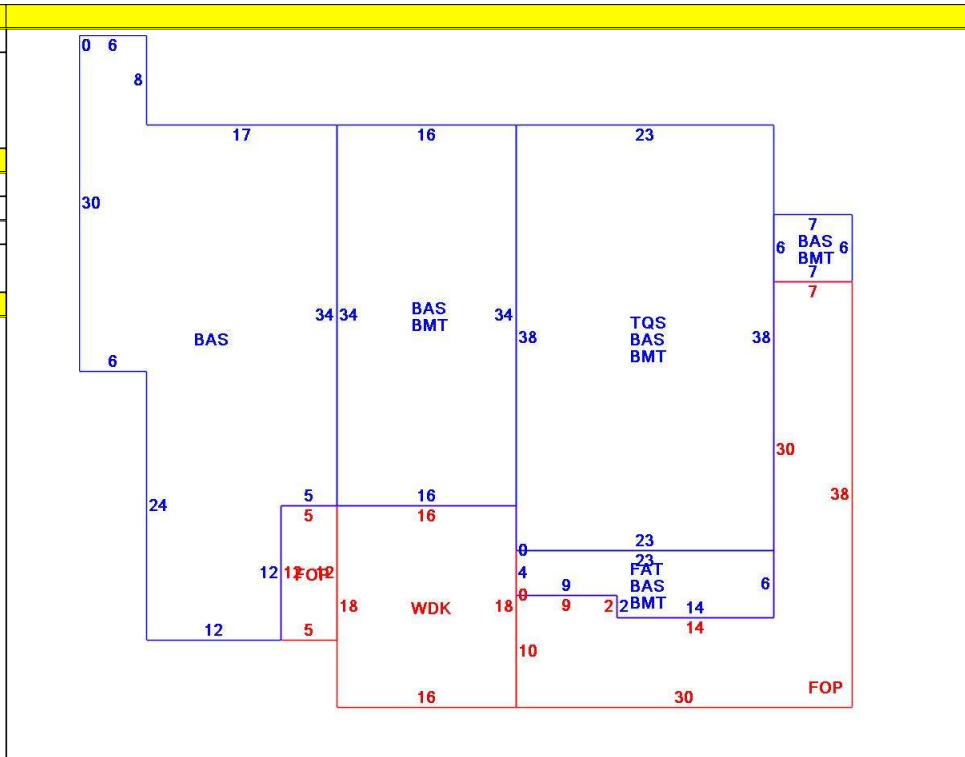 0 6
8
17 16 23
30
7
6 BAS 6
BMT
7
7
34 34 BAS 34
BMT
38 TQS 38
BAS
BMT
BAS
6
30
38
24
5 16
5 16
0 23
23
12 12 FOP 12
4 FAT 6
BAS
BMT
9
0 9 2 2
14
14
18 WDK 18
12 5
10
16 30 FOP